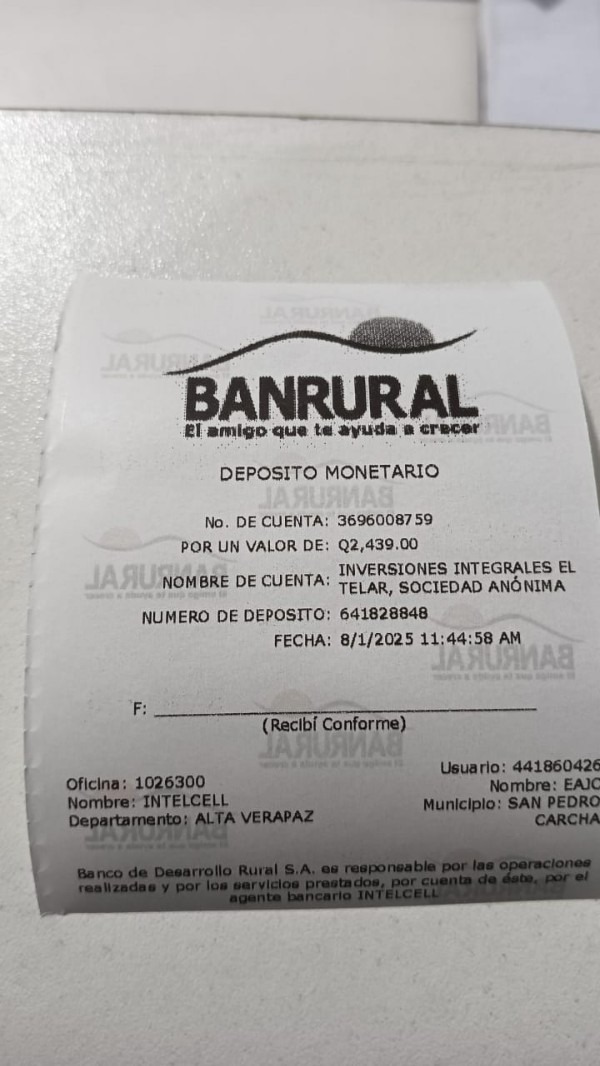 BANRURAL
El amigo que te ayuda a crecer
DEPOSITO MONETARIO
No. DE CUENTA: 3696008759
POR UN VALOR DE: Q2,439.00
NOMBRE DE CUENTA: INVERSIONES INTEGRALES EL
TELAR, SOCIEDAD ANÓNIMA
NUMERO DE DEPOSITO: 641828848
FECHA: 8/1/2025 11:44:58 AM
F:
(Recibí Conforme)
Oficina: 1026300
Nombre: INTELCELL
Departamento: ALTA VERAPAZ
Usuario: 441860426
Nombre: EAJC
Municipio: SAN PEDRO
CARCHA
Banco de Desarrollo Rural S.A. es responsable por las operaciones
realizadas y por los servicios prestados, por cuenta de éste, por el
agente bancario INTELCELL